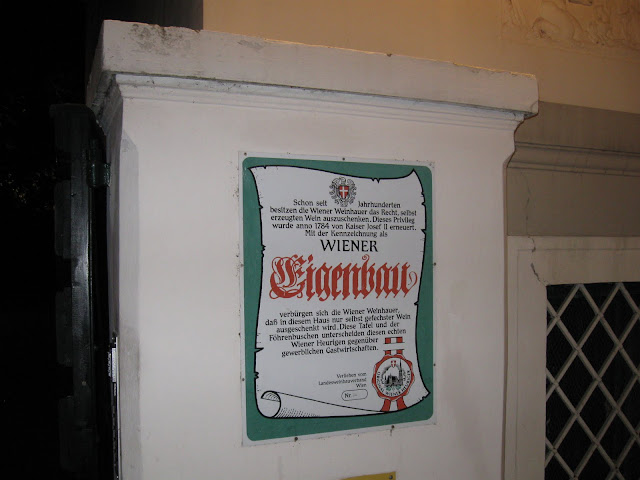 Schon seit Jahrhunderten
besitzen die Wiener Weinhauer das Recht, selbst
erzeugten Wein auszuschenken. Dieses Privileg
wurde anno 1784 von Kaiser Josef II erneuert.
Mit der Kennzeichnung als
WIENER
Eigenbau
verbürgen sich die Wiener Weinhauer,
daß in diesem Haus nur selbst gefechster Wein
ausgeschenkt wird. Diese Tafel und der
Föhrenbuschen unterscheiden diesen echten
Wiener Heurigen gegenüber
gewerblichen Gastwirtschaften.
Verliehen vom
Landesweinbauverband
Wien
Nr.